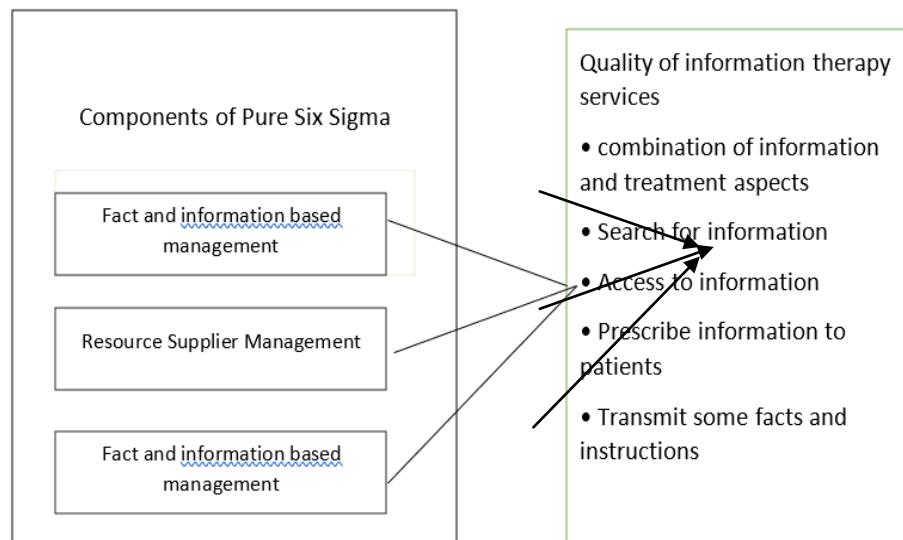 Components of Pure Six Sigma
Fact and information based
management
Resource Supplier Management
Fact and information based
management
Quality of information therapy
services
• combination of information
and treatment aspects
• Search for information
• Access to information
• Prescribe information to
patients
• Transmit some facts and
instructions